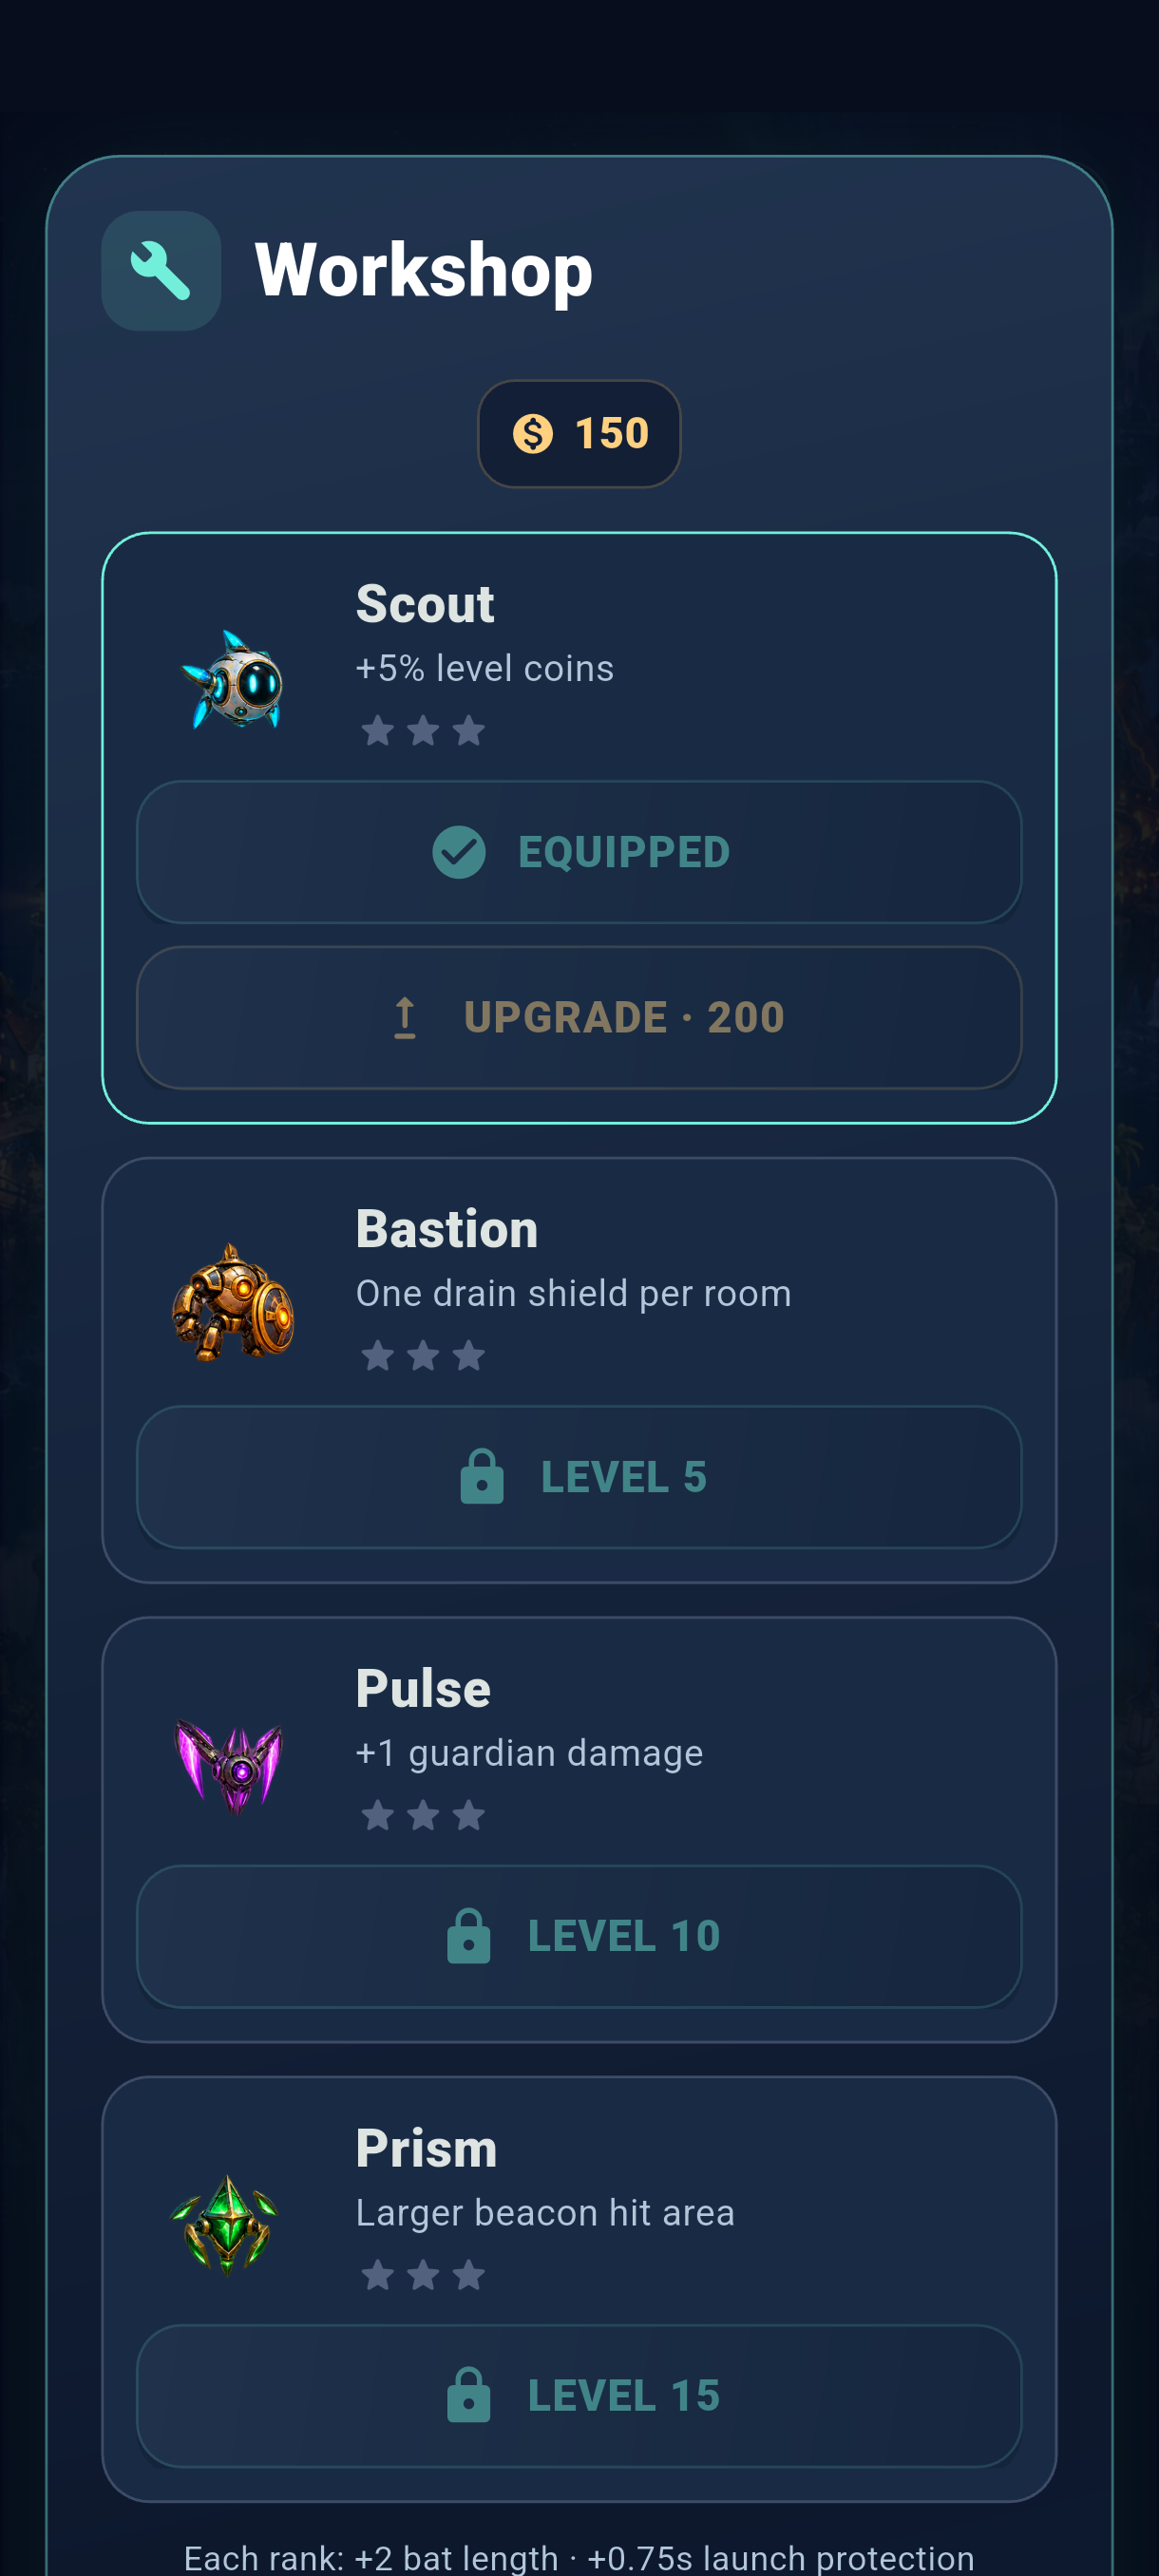 Workshop
150
Scout
+5% level coins
EQUIPPED
UPGRADE · 200
Bastion
One drain shield per room
LEVEL 5
Pulse
+1 guardian damage
LEVEL 10
Prism
Larger beacon hit area
LEVEL 15
Each rank: +2 bat length · +0.75s launch protection